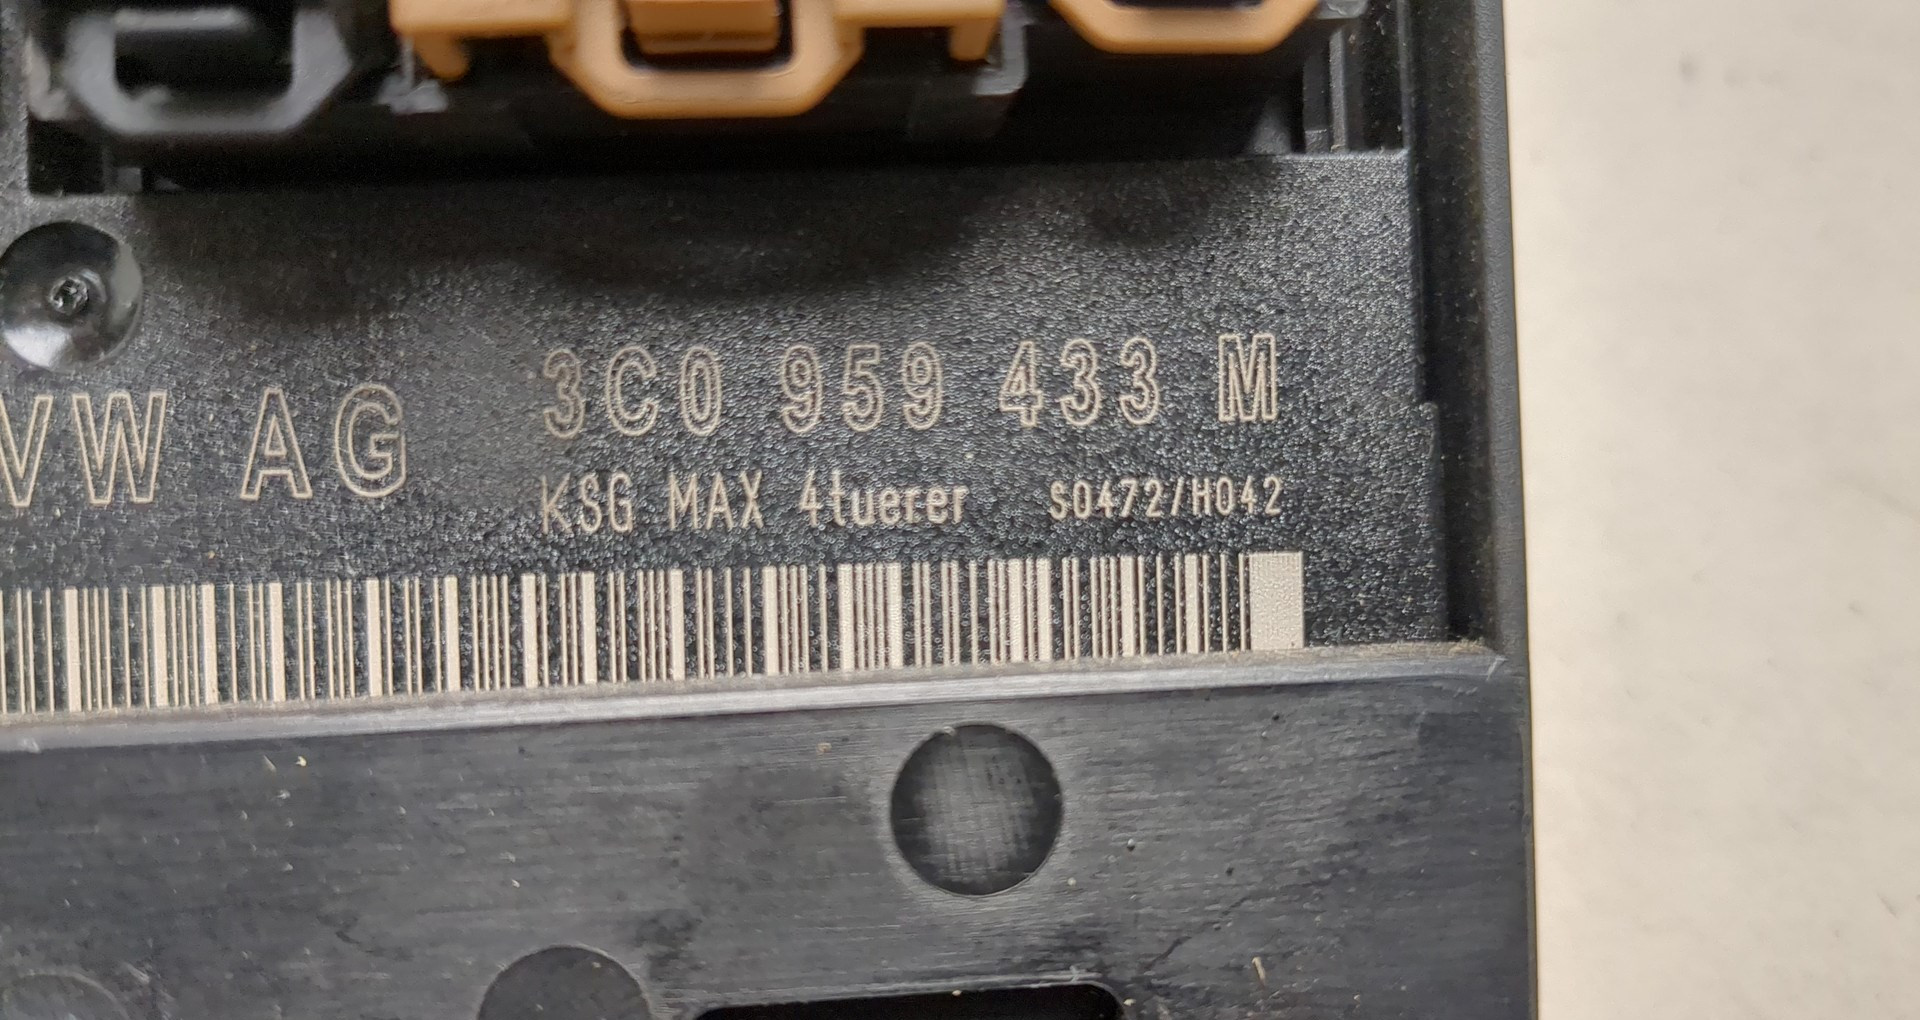 VW AG 3C0 959 433 M
KSG MAX 4tuerer S0472/H042